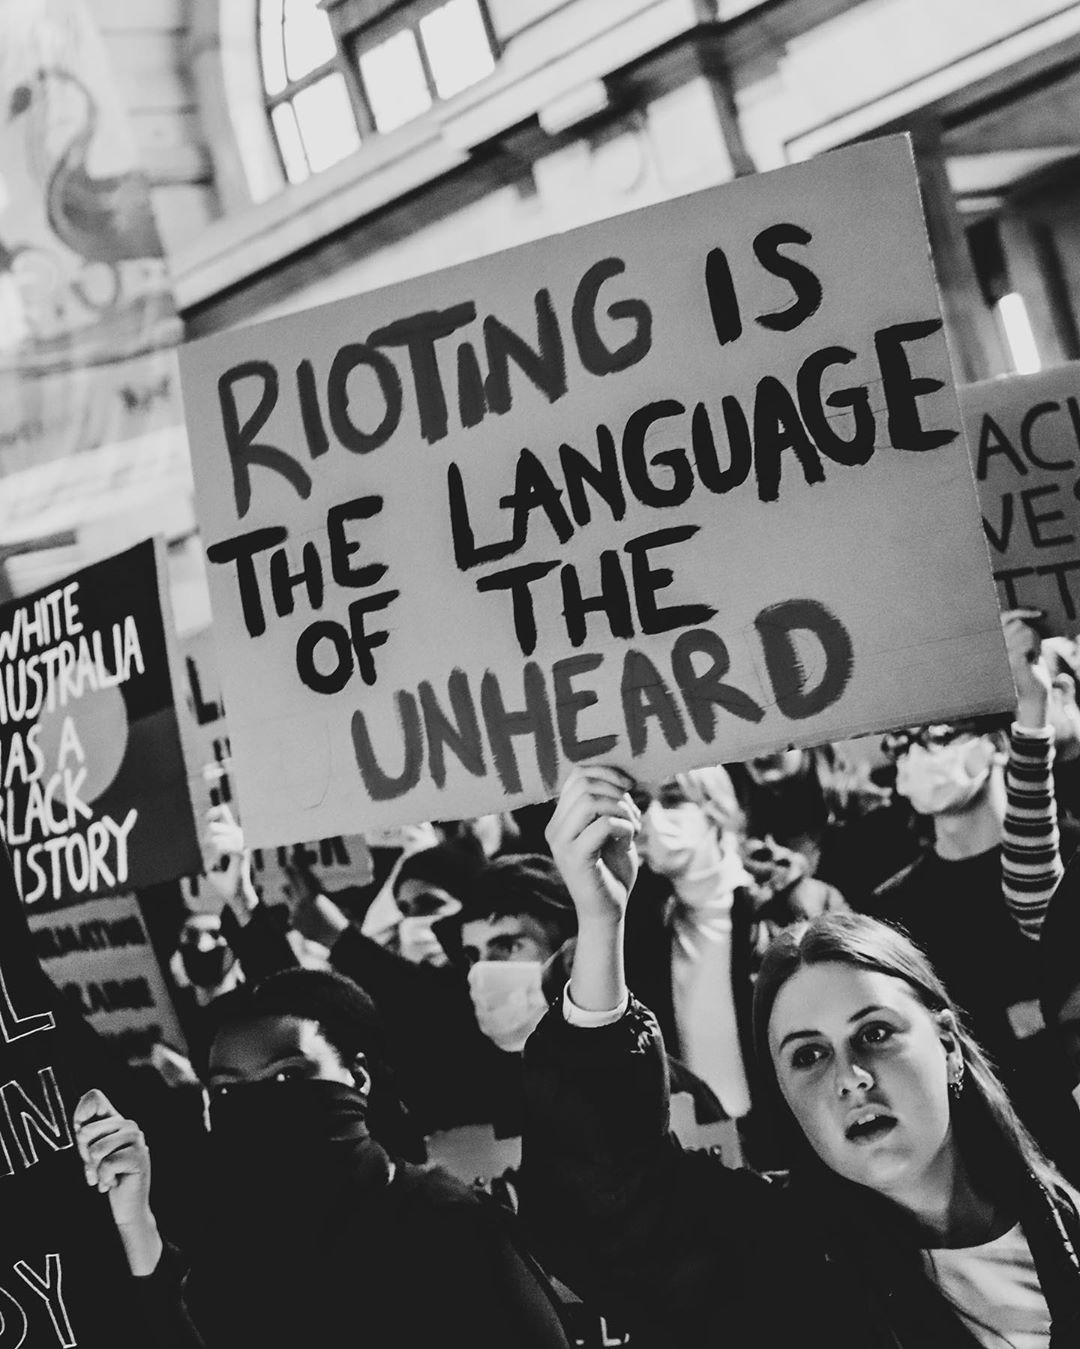 RIOTING IS
THE LANGUAGE
OF THE
UNHEARD
WHITE
AUSTRALIA
HAS A
BLACK
HISTORY